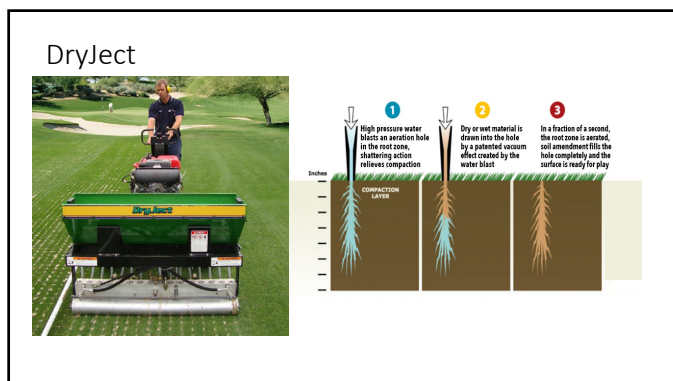 DryJect
DryJect
1
High pressure water
blasts an aeration hole
in the root zone,
shattering action
relieves compaction
2
Dry or wet material is
drawn into the hole
by a patented vacuum
effect created by the
water blast
3
In a fraction of a second,
the root zone is aerated,
soil amendment fills the
hole completely and the
surface is ready for play
Inches
COMPACTION
LAYER